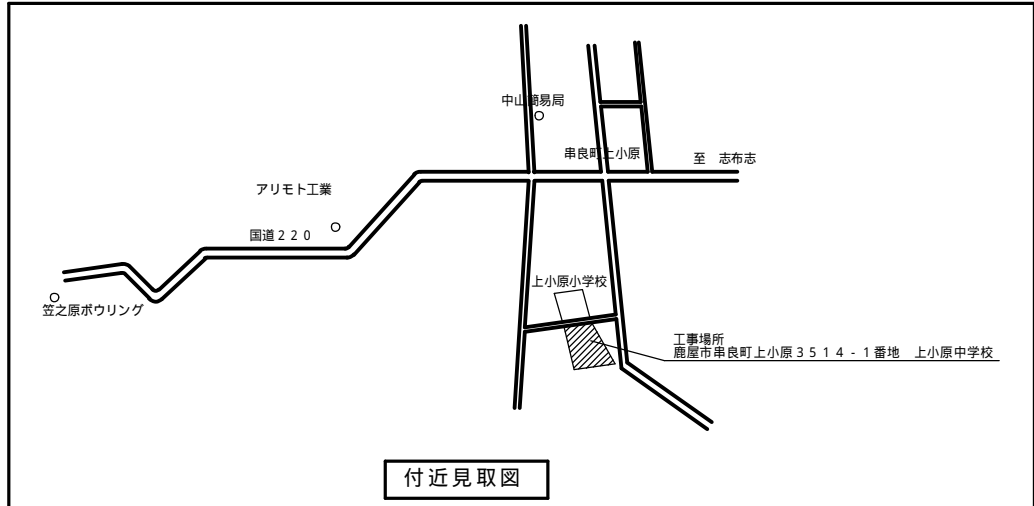 中山簡易局
串良町上小原
至　志布志
アリモト工業
国道２２０
上小原小学校
笠之原ボウリング
工事場所
鹿屋市串良町上小原３５１４-１番地　上小原中学校
付近見取図